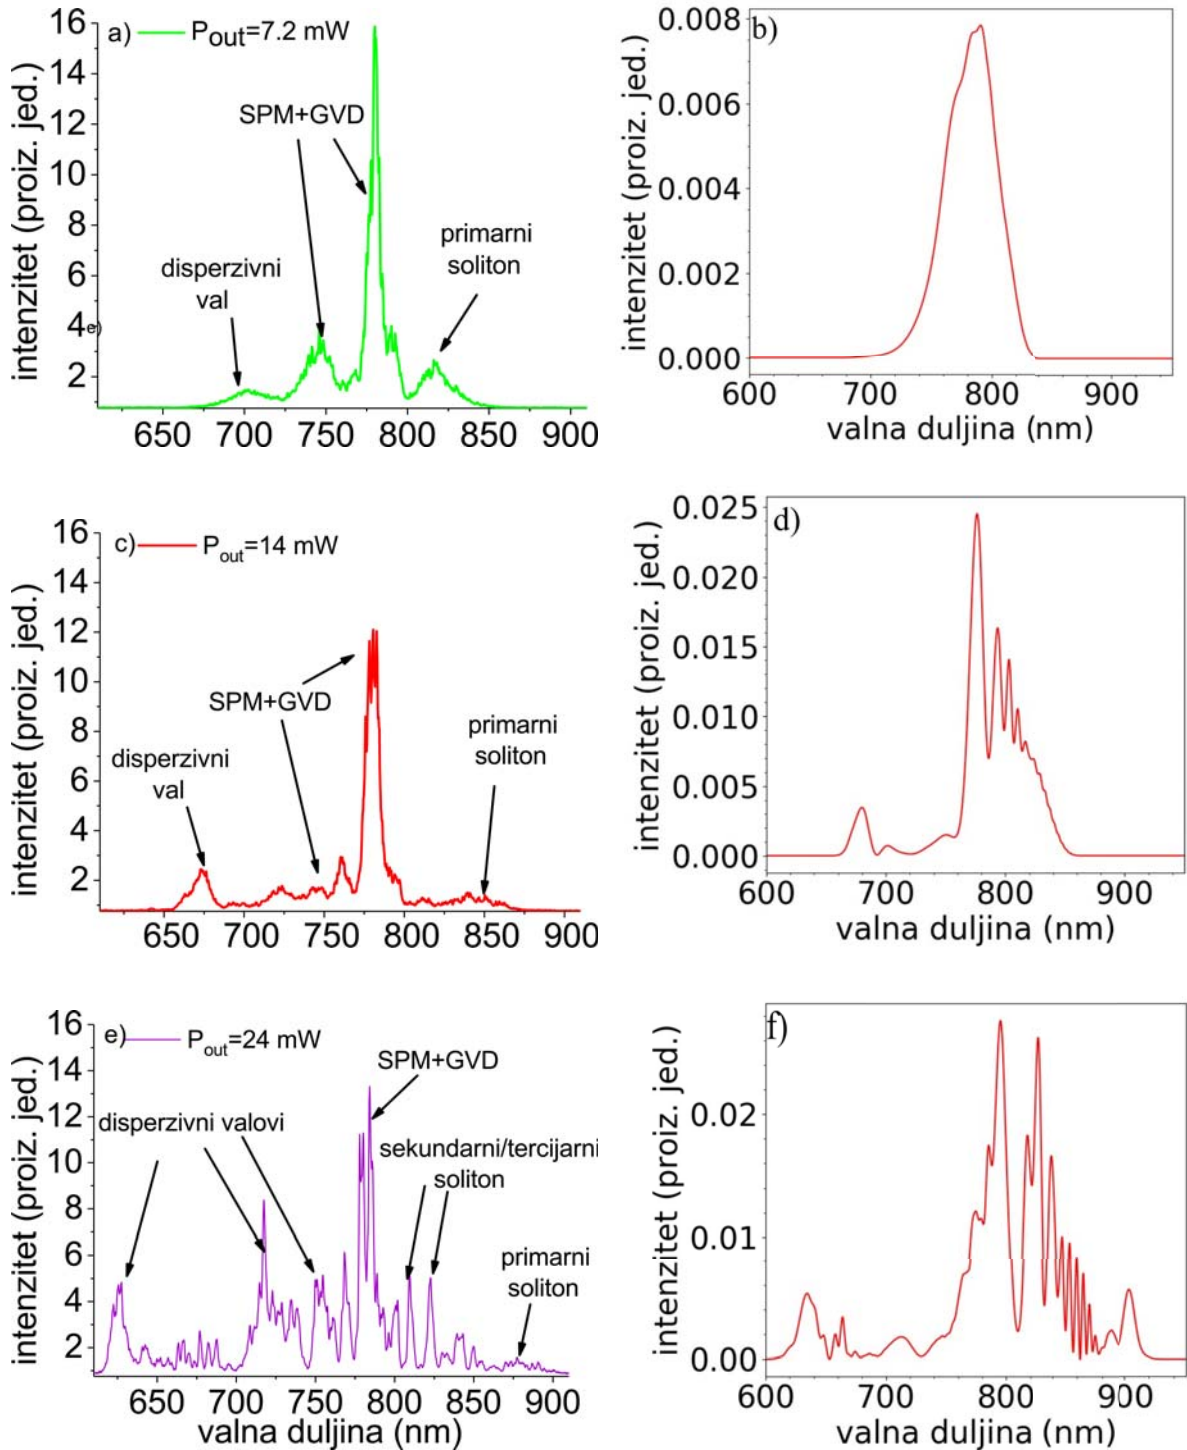 a) P_out=7.2 mW
intenzitet (proiz. jed.)
16
14
12
10
8
6
4
2
e)
SPM+GVD
disperzivni
val
primarni
soliton
650 700 750 800 850 900
b)
intenzitet (proiz. jed.)
0.008
0.006
0.004
0.002
0.000
600 700 800 900
valna duljina (nm)
c) P_out=14 mW
intenzitet (proiz. jed.)
16
14
12
10
8
6
4
2
SPM+GVD
disperzivni
val
primarni
soliton
650 700 750 800 850 900
d)
intenzitet (proiz. jed.)
0.025
0.020
0.015
0.010
0.005
0.000
600 700 800 900
valna duljina (nm)
e) P_out=24 mW
intenzitet (proiz. jed.)
16
14
12
10
8
6
4
2
SPM+GVD
disperzivni valovi
sekundarni/tercijarni
soliton
primarni
soliton
650 700 750 800 850 900
valna duljina (nm)
f)
intenzitet (proiz. jed.)
0.02
0.01
0.00
600 700 800 900
valna duljina (nm)